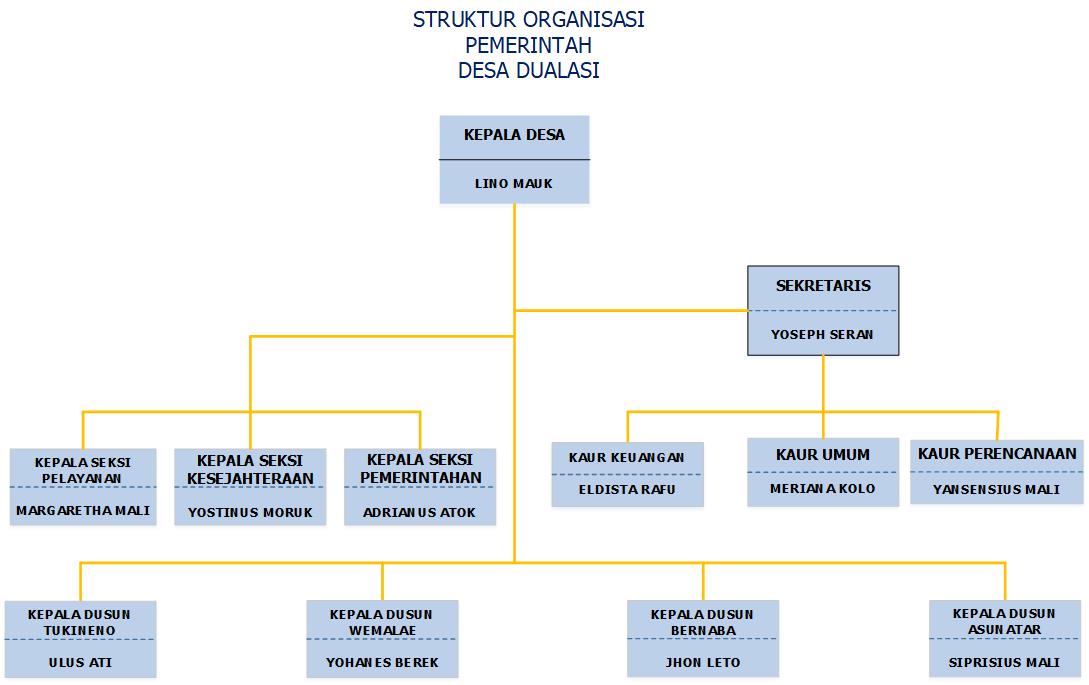 STRUKTUR ORGANISASI
PEMERINTAH
DESA DUALASI
KEPALA DESA
LINO MAUK
SEKRETARIS
YOSEPH SERAN
KEPALA SEKSI
PELAYANAN
MARGARETHA MALI
KEPALA SEKSI
KESEJAHTERAAN
YOSTINUS MORUK
KEPALA SEKSI
PEMERINTAHAN
ADRIANUS ATOK
KAUR KEUANGAN
ELDISTA RAFU
KAUR UMUM
MERIANA KOLO
KAUR PERENCANAAN
YANSENSIUS MALI
KEPALA DUSUN
TUKINENO
ULUS ATI
KEPALA DUSUN
WEMALAE
YOHANES BEREK
KEPALA DUSUN
BERNABA
JHON LETO
KEPALA DUSUN
ASUNATAR
SIPRISIUS MALI